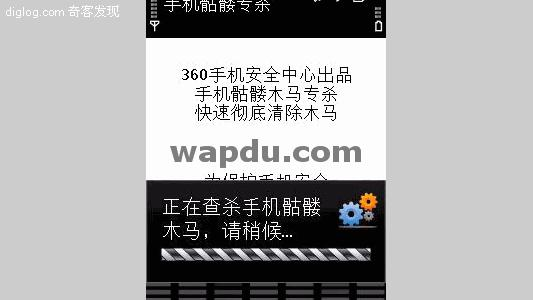 diglog.com 奇客发现
手机骷髅专杀
360手机安全中心出品
手机骷髅木马专杀
快速彻底清除木马
wapdu.com
为保护手机安全
正在查杀手机骷髅
木马，请稍候...